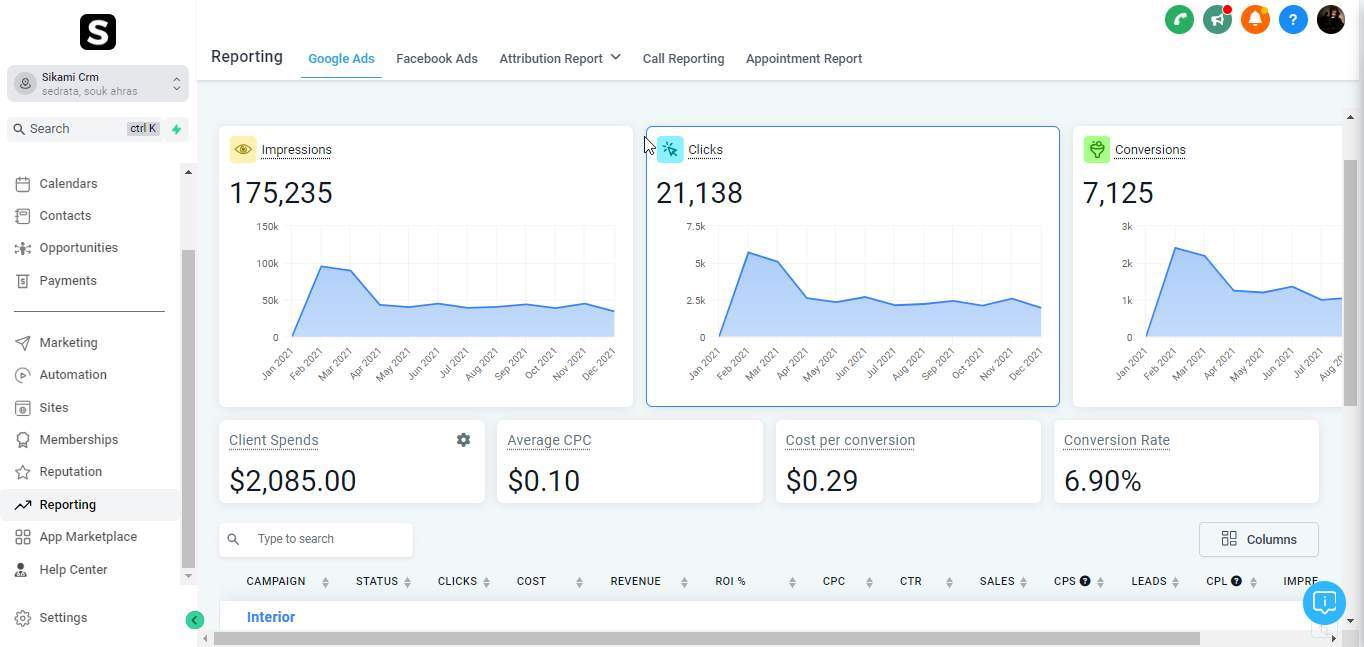 S
Sikami Crm
sedrata, souk ahras
Search ctrl K
Calendars
Contacts
Opportunities
Payments
Marketing
Automation
Sites
Memberships
Reputation
Reporting
App Marketplace
Help Center
Settings
Reporting Google Ads Facebook Ads Attribution Report Call Reporting Appointment Report
?
Impressions
175,235
150k
100k
50k
0
Jan 2021 Feb 2021 Mar 2021 Apr 2021 May 2021 Jun 2021 Jul 2021 Aug 2021 Sep 2021 Oct 2021 Nov 2021 Dec 2021
Clicks
21,138
7.5k
5k
2.5k
0
Jan 2021 Feb 2021 Mar 2021 Apr 2021 May 2021 Jun 2021 Jul 2021 Aug 2021 Sep 2021 Oct 2021 Nov 2021 Dec 2021
Conversions
7,125
3k
2k
1k
0
Jan 2021 Feb 2021 Mar 2021 Apr 2021 May 2021 Jun 2021 Jul 2021 Aug
Client Spends
$2,085.00
Average CPC
$0.10
Cost per conversion
$0.29
Conversion Rate
6.90%
Type to search
Columns
CAMPAIGN STATUS CLICKS COST REVENUE ROI % CPC CTR SALES CPS ? LEADS CPL ? IMPRE
Interior